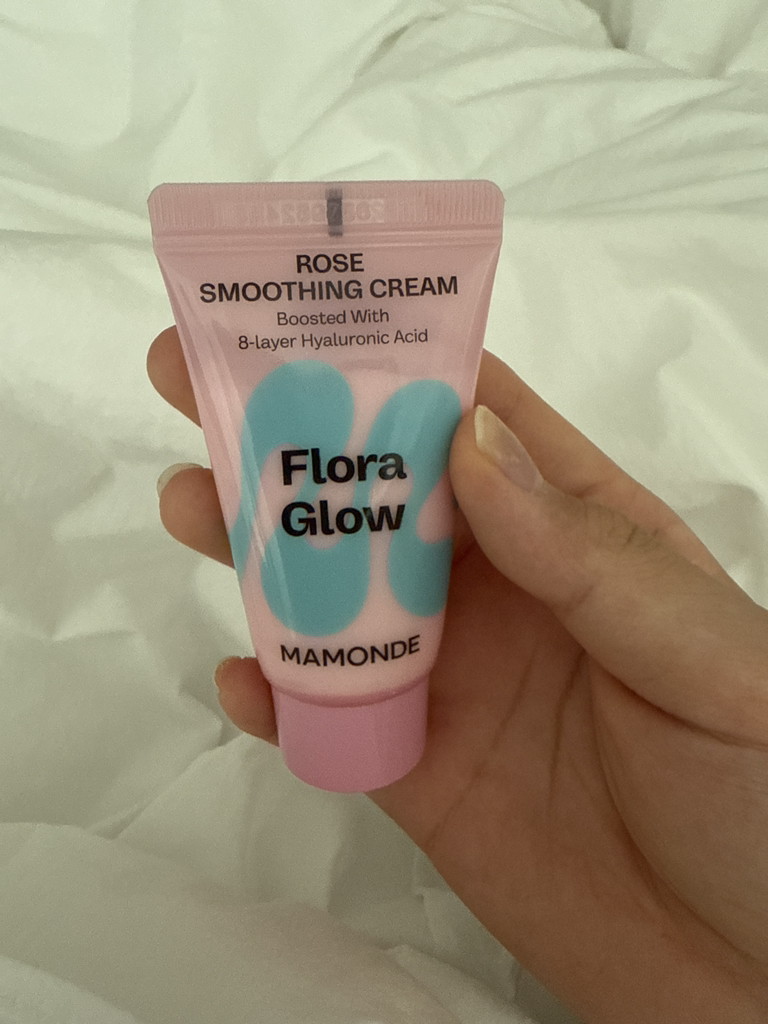 ROSE
SMOOTHING CREAM
Boosted With
8-layer Hyaluronic Acid
Flora
Glow
MAMONDE